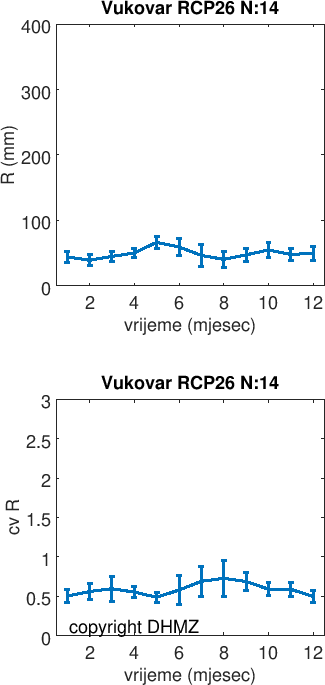 Vukovar RCP26 N:14
400
300
200
100
0
R (mm)
2 4 6 8 10 12
vrijeme (mjesec)
Vukovar RCP26 N:14
3
2.5
2
1.5
1
0.5
0
cv R
copyright DHMZ
2 4 6 8 10 12
vrijeme (mjesec)